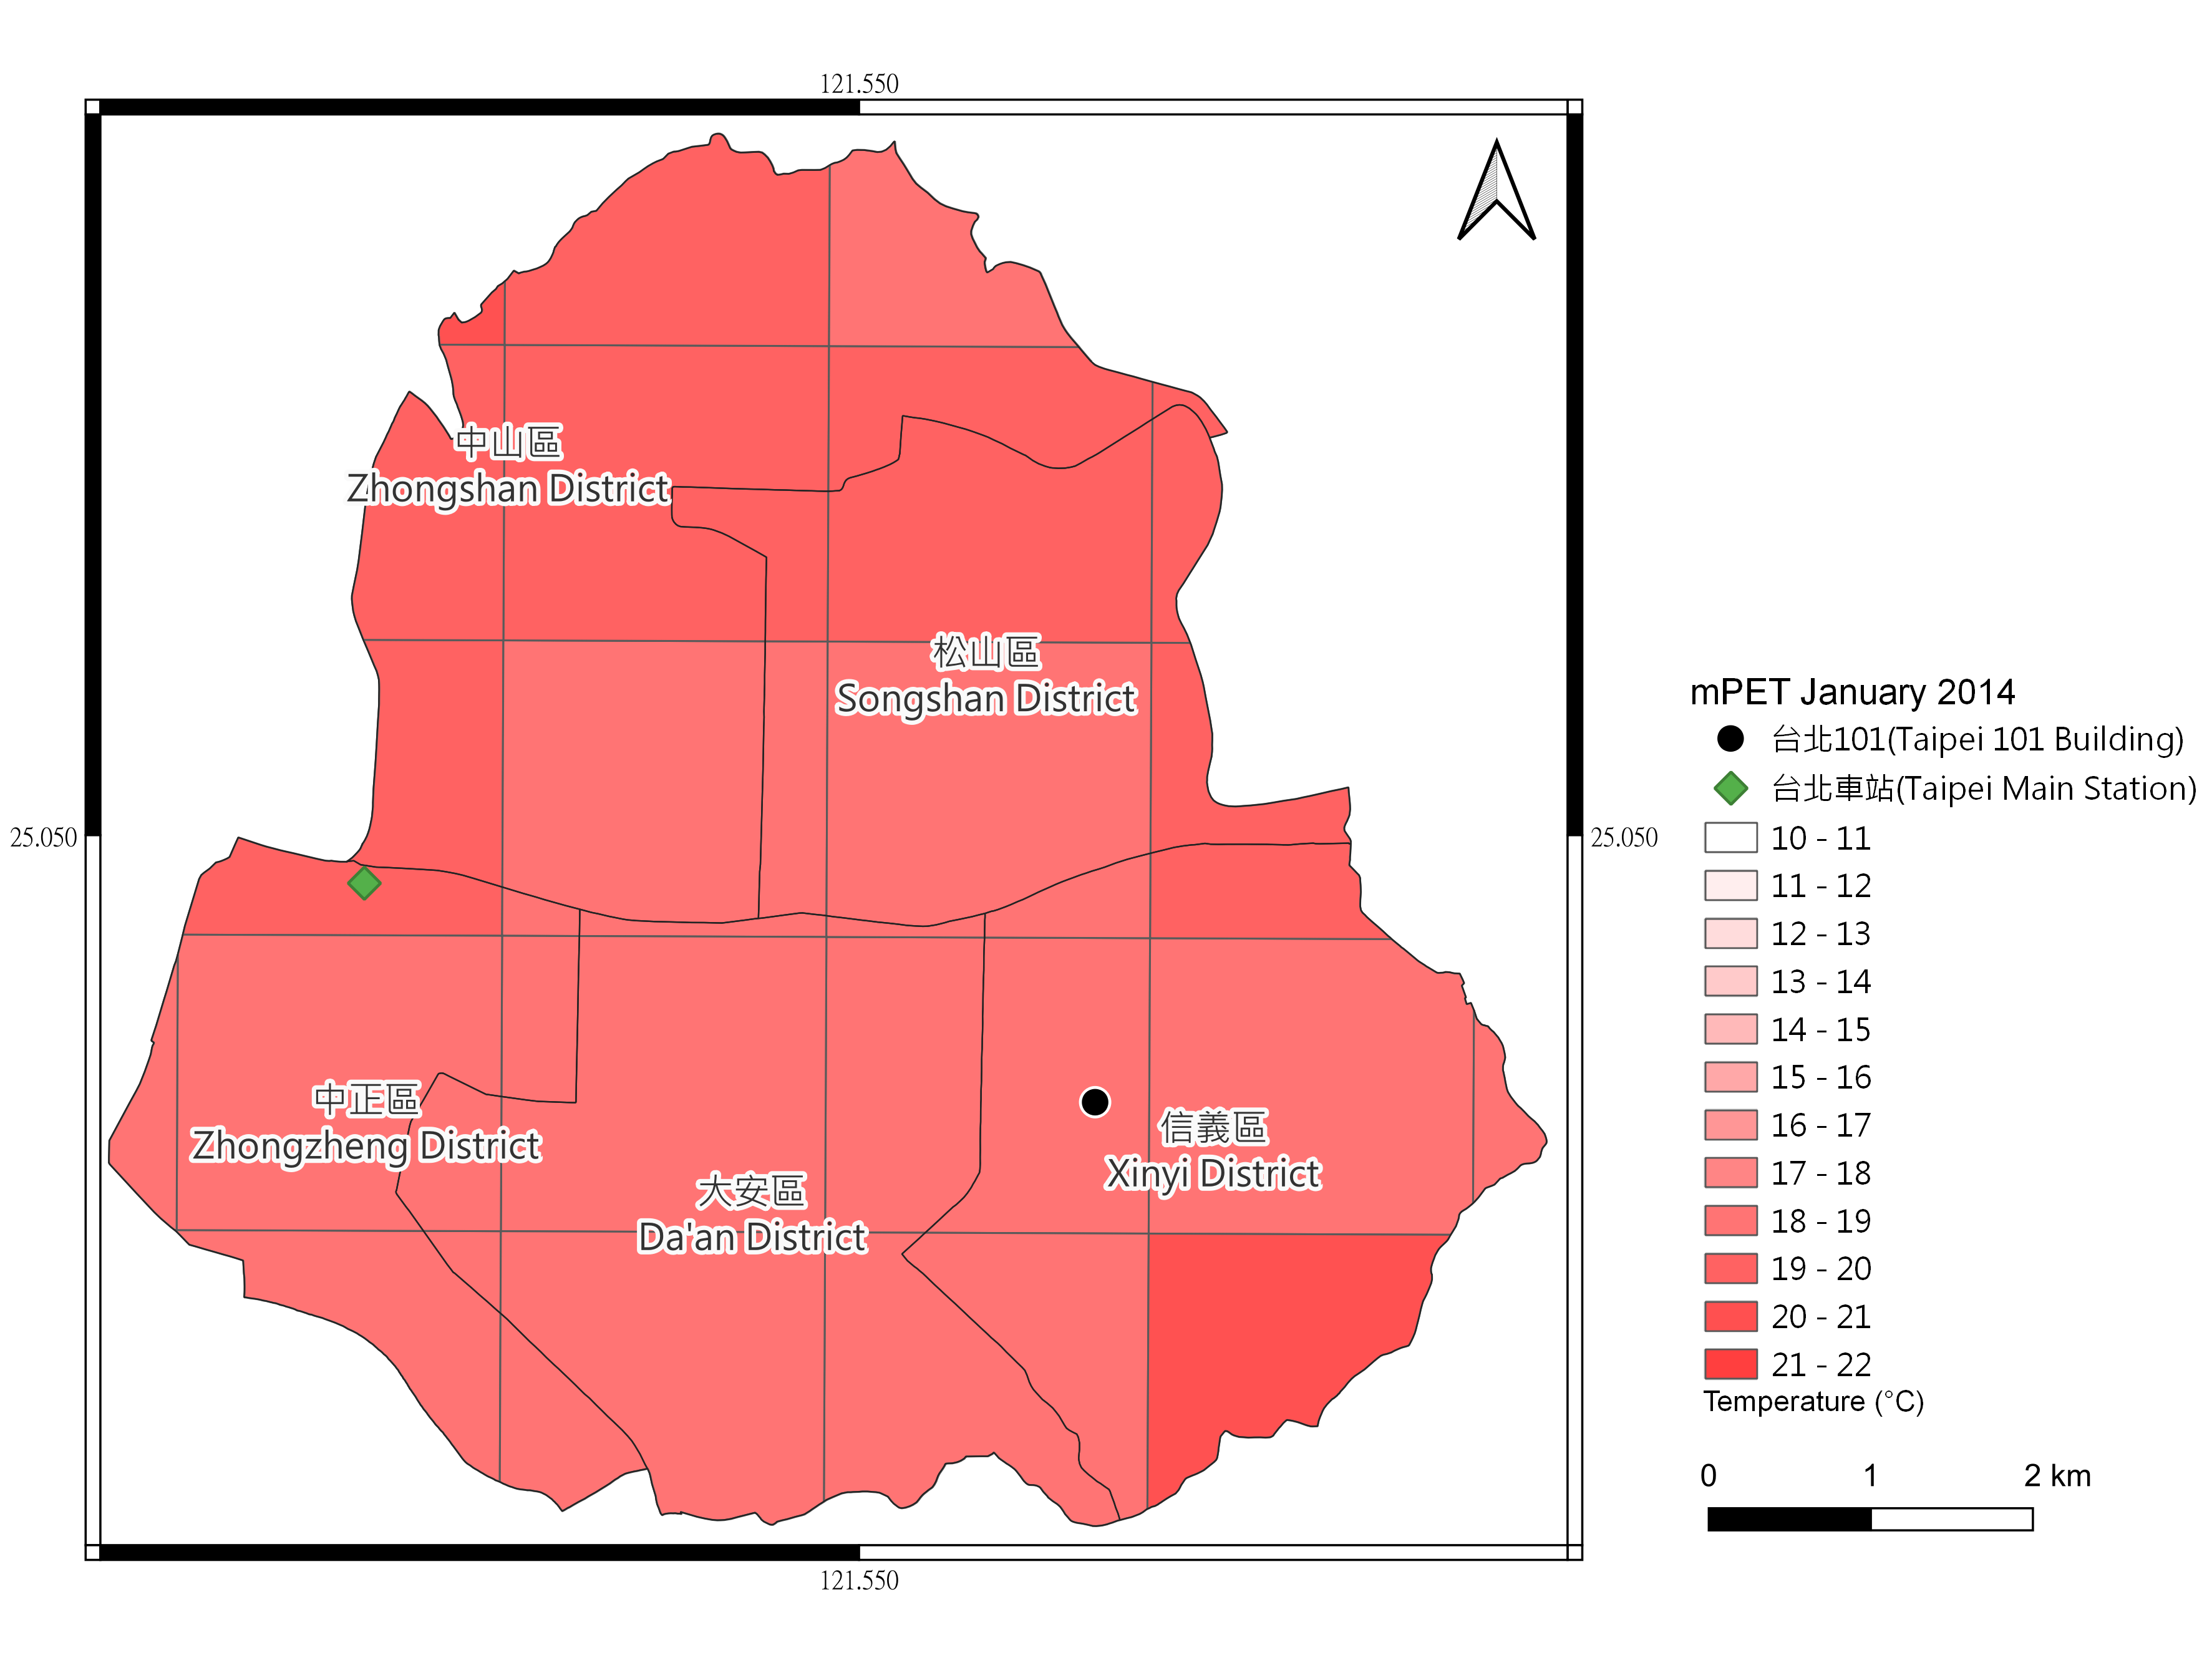 121.550
中山區
Zhongshan District
松山區
Songshan District
25.050
25.050
中正區
Zhongzheng District
大安區
Da'an District
信義區
Xinyi District
121.550
mPET January 2014
台北101(Taipei 101 Building)
台北車站(Taipei Main Station)
10 - 11
11 - 12
12 - 13
13 - 14
14 - 15
15 - 16
16 - 17
17 - 18
18 - 19
19 - 20
20 - 21
21 - 22
Temperature (°C)
0 1 2 km